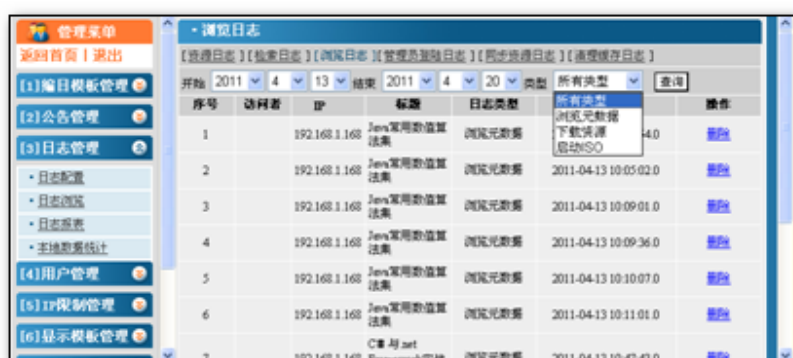 管理菜单
返回首页 | 退出
[1]编目模板管理
[2]公告管理
[3]日志管理
• 日志配置
• 日志浏览
• 日志报表
• 本地数据统计
[4]用户管理
[5]IP限制管理
[6]显示模板管理
• 浏览日志
[资源日志] [检索日志] [浏览日志] [管理员登陆日志] [同步资源日志] [清理缓存日志]
开始 2011 4 13 结束 2011 4 20 类型 所有类型 查询
所有类型
浏览元数据
下载资源
启动ISO
序号 访问者 IP 标题 日志类型 操作
1 192.168.1.168 Java常用数值算法集 浏览元数据 4.0 删除
2 192.168.1.168 Java常用数值算法集 浏览元数据 2011-04-13 10:05:02.0 删除
3 192.168.1.168 Java常用数值算法集 浏览元数据 2011-04-13 10:09:01.0 删除
4 192.168.1.168 Java常用数值算法集 浏览元数据 2011-04-13 10:09:36.0 删除
5 192.168.1.168 Java常用数值算法集 浏览元数据 2011-04-13 10:10:07.0 删除
6 192.168.1.168 Java常用数值算法集 浏览元数据 2011-04-13 10:11:01.0 删除
C# 与.net